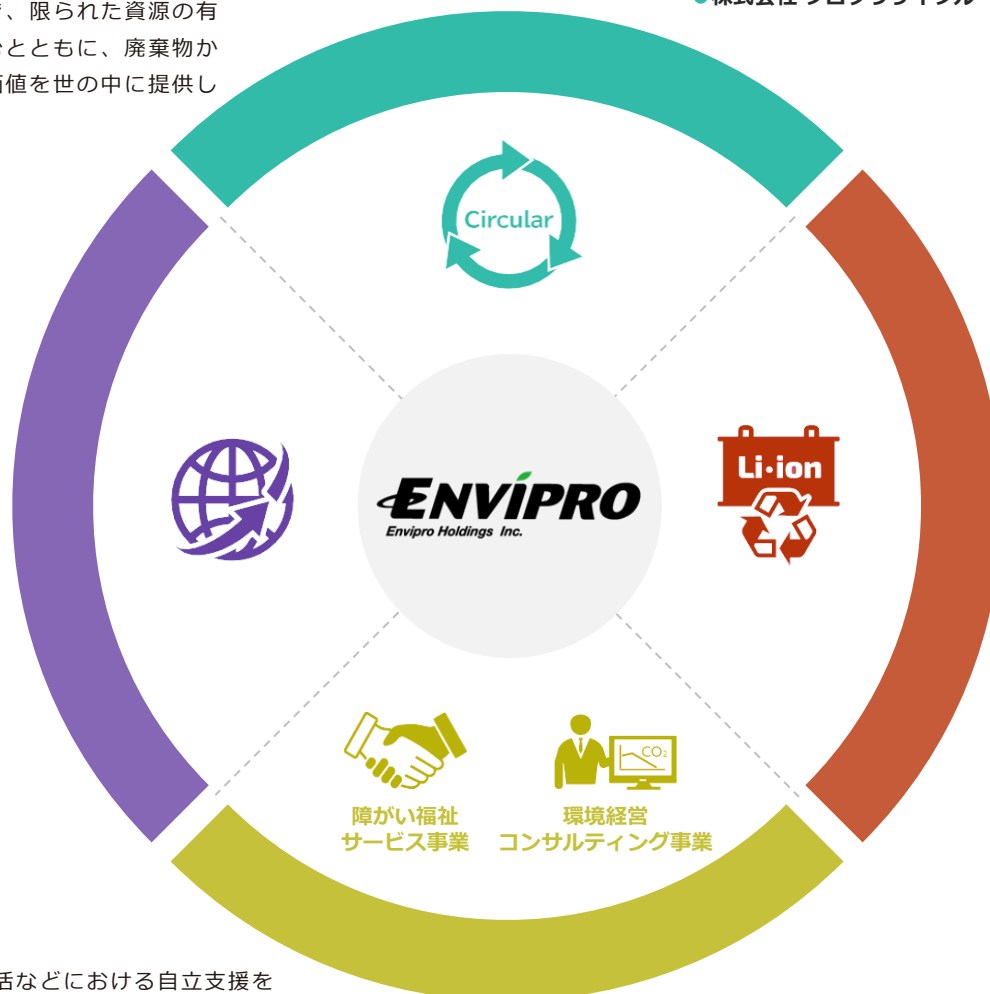 、限られた資源の有
とともに、廃棄物か
値を世の中に提供し
Circular
Li・ion
ENVIPRO
Envipro Holdings Inc.
CO₂
障がい福祉
サービス事業
環境経営
コンサルティング事業
活などにおける自立支援を